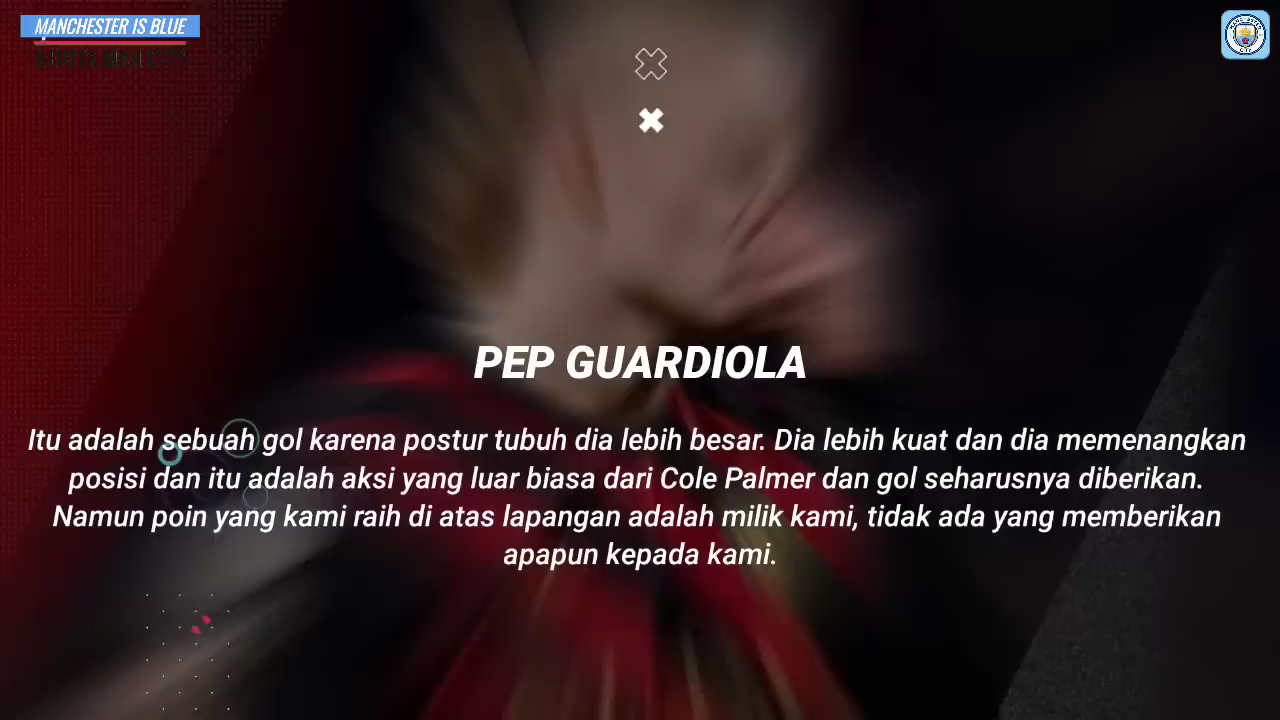 MANCHESTER IS BLUE
PEP GUARDIOLA
Itu adalah sebuah gol karena postur tubuh dia lebih besar. Dia lebih kuat dan dia memenangkan
posisi dan itu adalah aksi yang luar biasa dari Cole Palmer dan gol seharusnya diberikan.
Namun poin yang kami raih di atas lapangan adalah milik kami, tidak ada yang memberikan
apapun kepada kami.